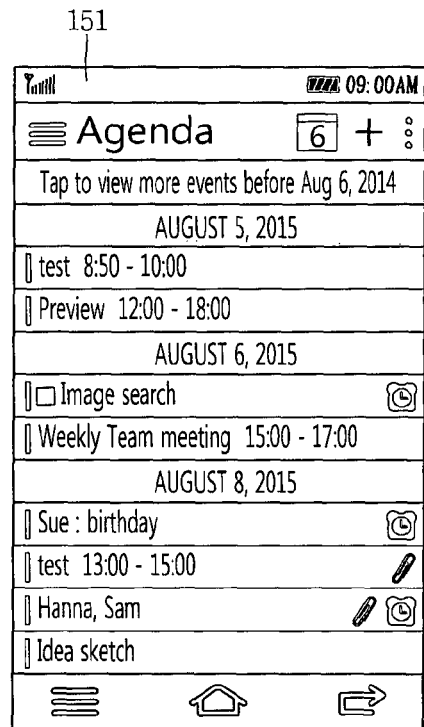 151
09:00AM
Agenda 6 +
Tap to view more events before Aug 6, 2014
AUGUST 5, 2015
test 8:50 - 10:00
Preview 12:00 - 18:00
AUGUST 6, 2015
Image search
Weekly Team meeting 15:00 - 17:00
AUGUST 8, 2015
Sue : birthday
test 13:00 - 15:00
Hanna, Sam
Idea sketch